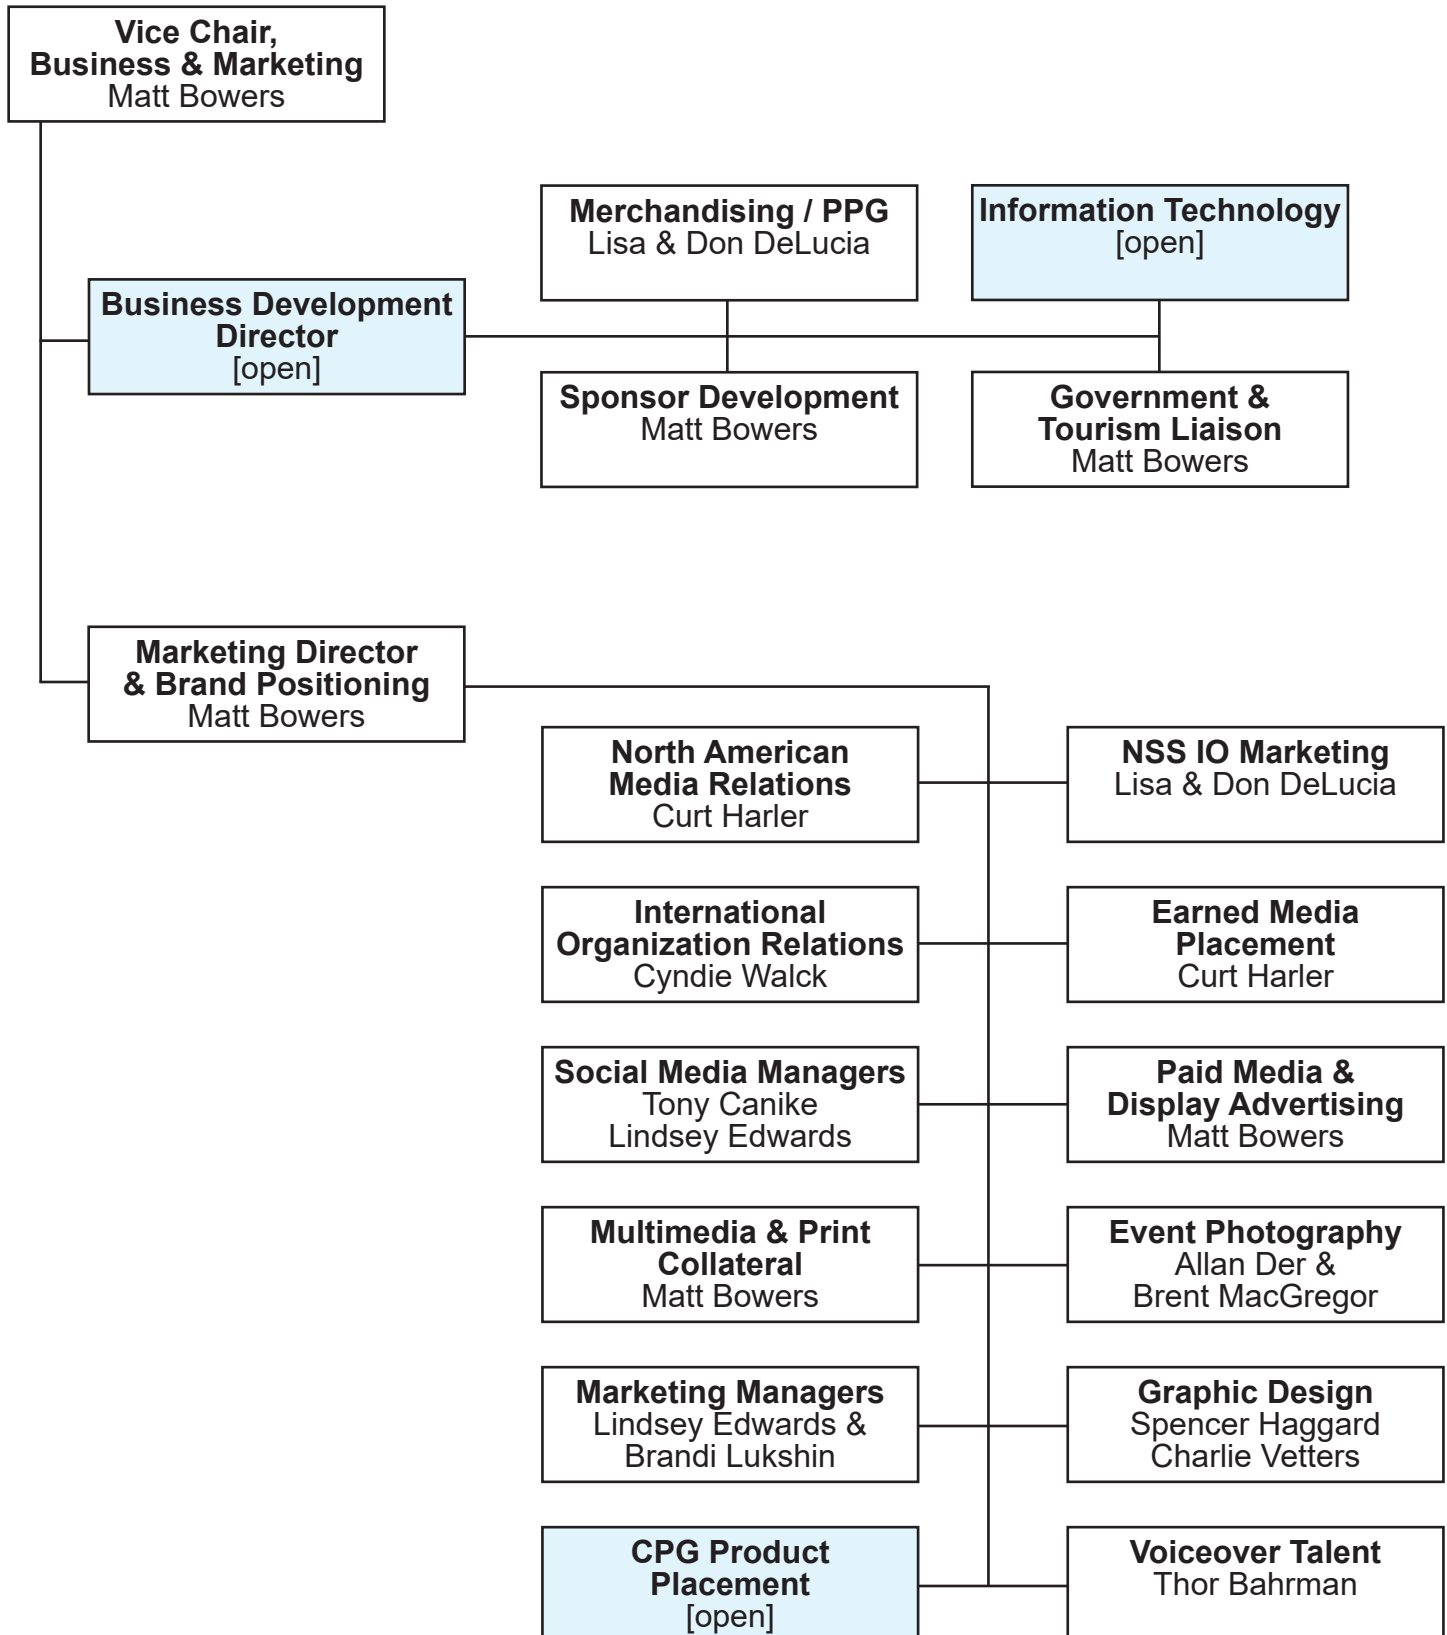 Vice Chair,
Business & Marketing
Matt Bowers
Merchandising / PPG
Lisa & Don DeLucia
Information Technology
[open]
Business Development
Director
[open]
Sponsor Development
Matt Bowers
Government &
Tourism Liaison
Matt Bowers
Marketing Director
& Brand Positioning
Matt Bowers
North American
Media Relations
Curt Harler
NSS IO Marketing
Lisa & Don DeLucia
International
Organization Relations
Cyndie Walck
Earned Media
Placement
Curt Harler
Social Media Managers
Tony Canike
Lindsey Edwards
Paid Media &
Display Advertising
Matt Bowers
Multimedia & Print
Collateral
Matt Bowers
Event Photography
Allan Der &
Brent MacGregor
Marketing Managers
Lindsey Edwards &
Brandi Lukshin
Graphic Design
Spencer Haggard
Charlie Vetters
CPG Product
Placement
[open]
Voiceover Talent
Thor Bahrman